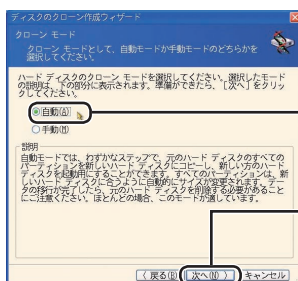 ディスクのクローン作成ウィザード
クローン モード
クローン モードとして、自動モードか手動モードのどちらかを
選択してください。
ハード ディスクのクローン モードを選択してください。選択したモード
の説明は、下の部分に表示されます。準備ができたら、[次へ] をクリッ
クしてください。
自動(A)
手動(M)
説明
自動モードでは、わずかなステップで、元のハード ディスクのすべての
パーティションを新しいハード ディスクにコピーし、新しい方のハード
ディスクを起動用にすることができます。すべてのパーティションは、新
しいハード ディスクに合うように自動的にサイズが変更されます。デー
タの移行が完了したら、元のハード ディスクを削除する必要があること
にご注意ください。ほとんどの場合、このモードが適しています。
< 戻る(B) 次へ(N) > キャンセル